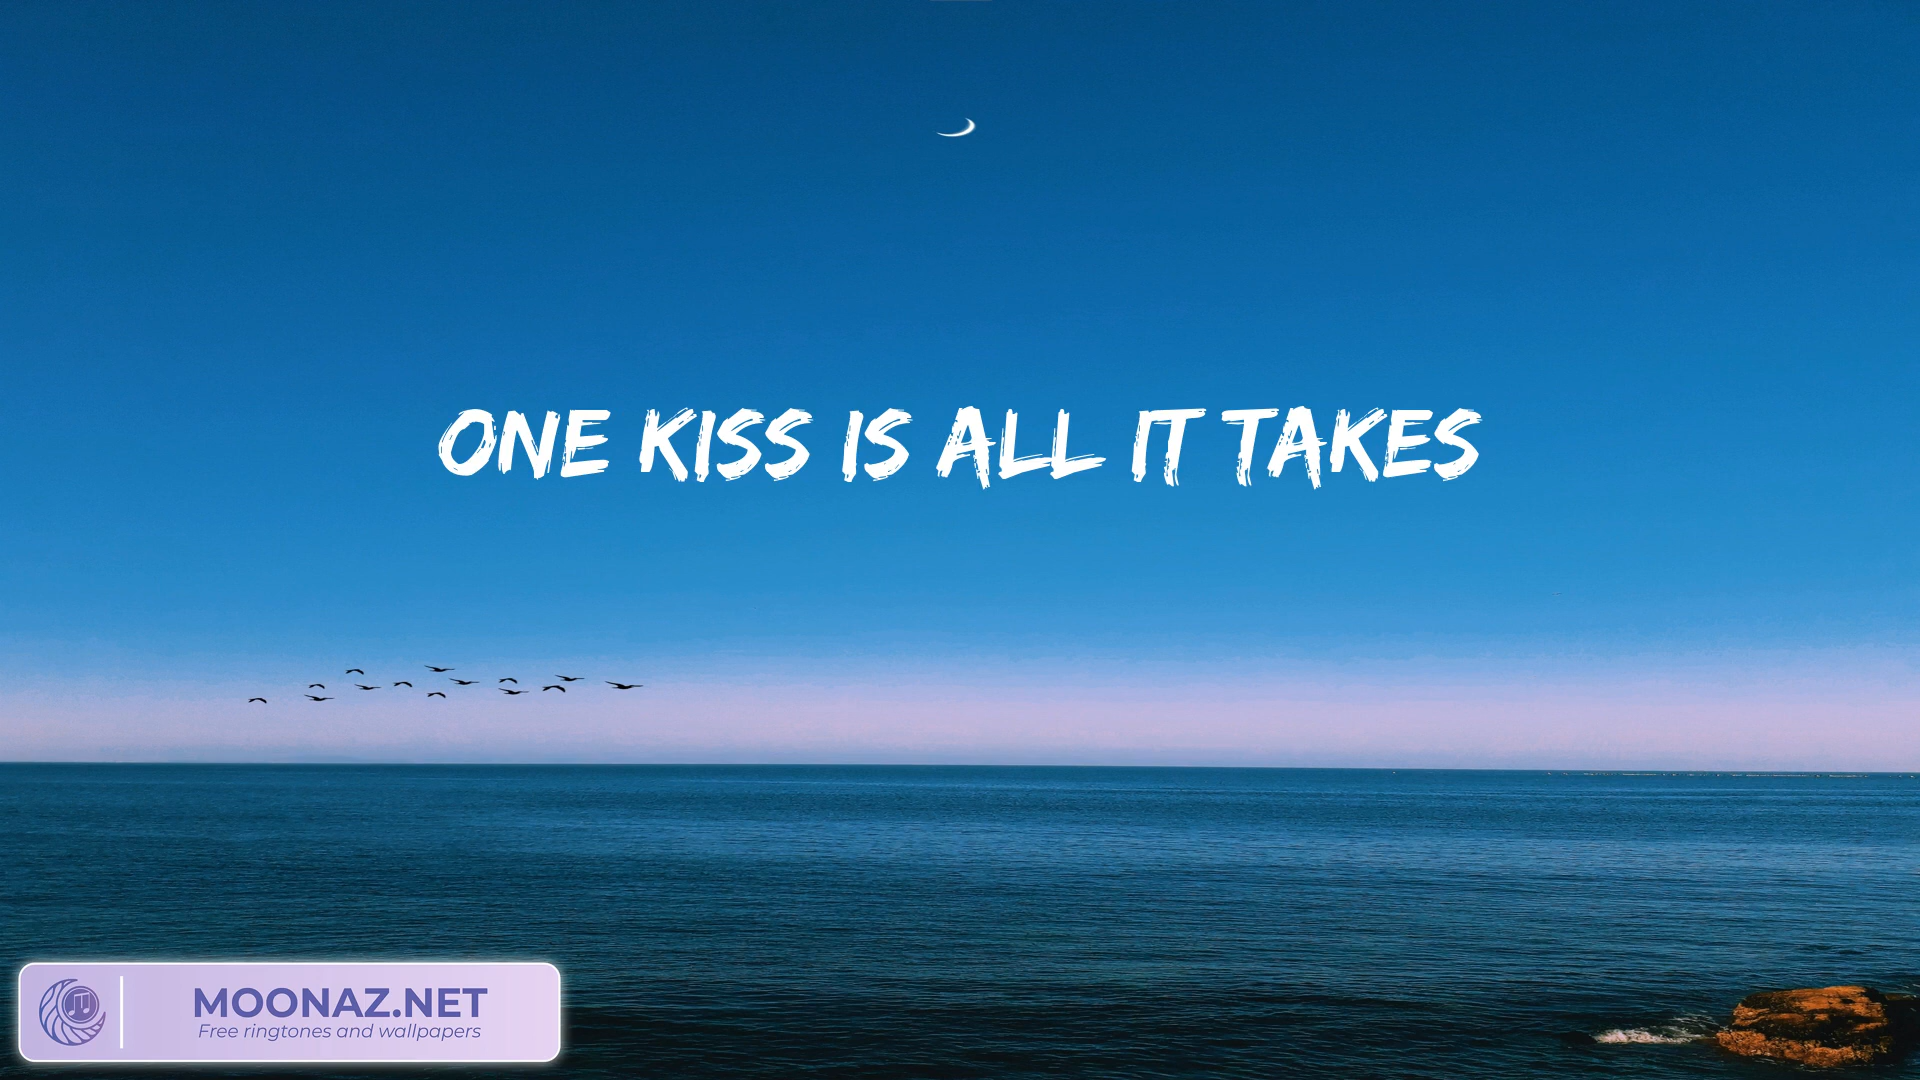 ONE KISS IS ALL IT TAKES
MOONAZ.NET
Free ringtones and wallpapers